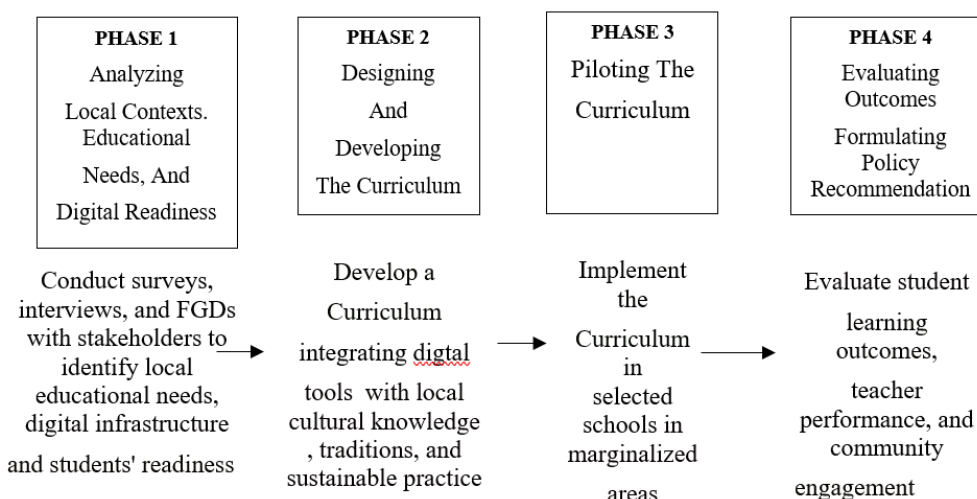 PHASE 1
Analyzing
Local Contexts.
Educational
Needs, And
Digital Readiness
Conduct surveys,
interviews, and FGDs
with stakeholders to
identify local
educational needs,
digital infrastructure
and students' readiness
PHASE 2
Designing
And
Developing
The Curriculum
Develop a
Curriculum
integrating digtal
tools with local
cultural knowledge
, traditions, and
sustainable practice
PHASE 3
Piloting The
Curriculum
Implement
the
Curriculum
in
selected
schools in
marginalized
areas
PHASE 4
Evaluating
Outcomes
Formulating
Policy
Recommendation
Evaluate student
learning
outcomes,
teacher
performance, and
community
engagement